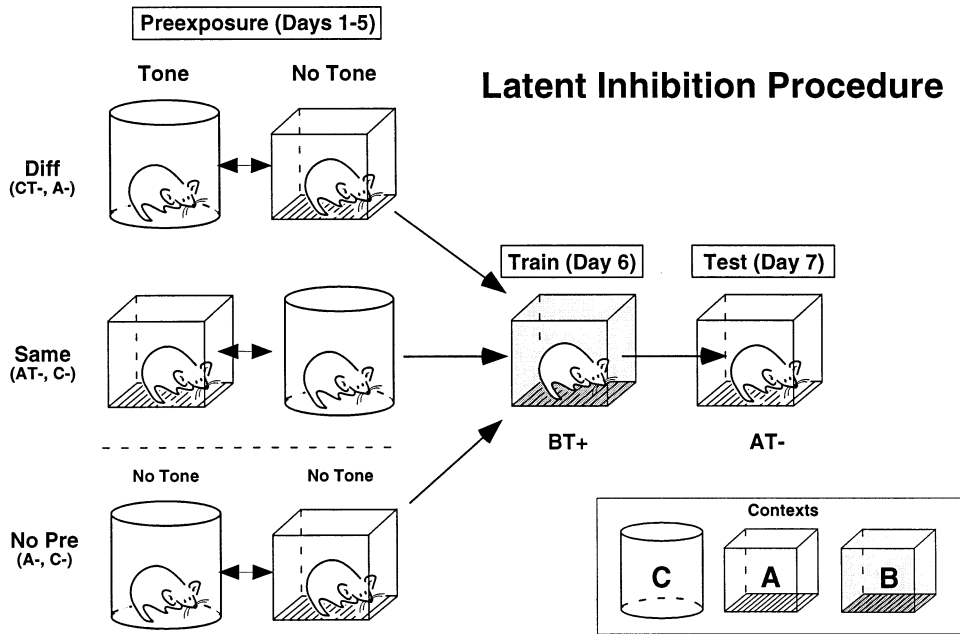 Preexposure (Days 1-5)
Tone
No Tone
Latent Inhibition Procedure
Diff
(CT-, A-)
Train (Day 6)
Test (Day 7)
Same
(AT-, C-)
BT+
AT-
No Tone
No Tone
No Pre
(A-, C-)
Contexts
C
A
B